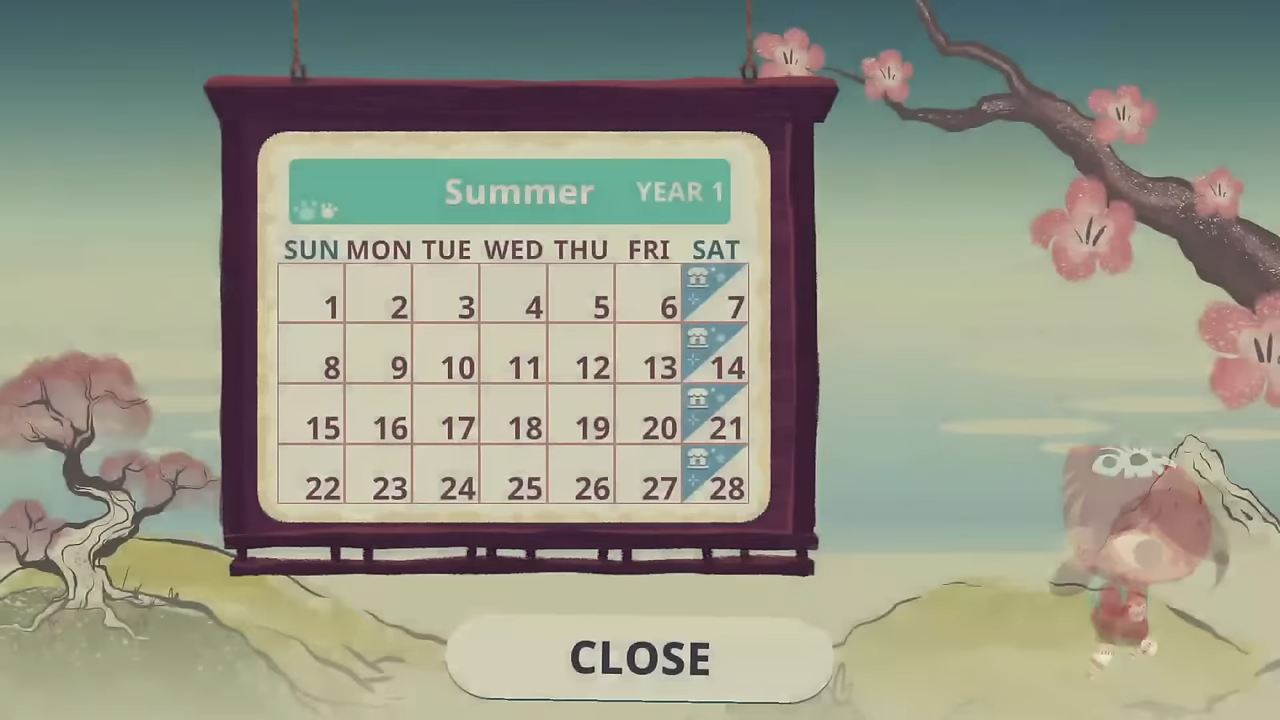 Summer YEAR 1
SUN MON TUE WED THU FRI SAT
1 2 3 4 5 6 7
8 9 10 11 12 13 14
15 16 17 18 19 20 21
22 23 24 25 26 27 28
CLOSE